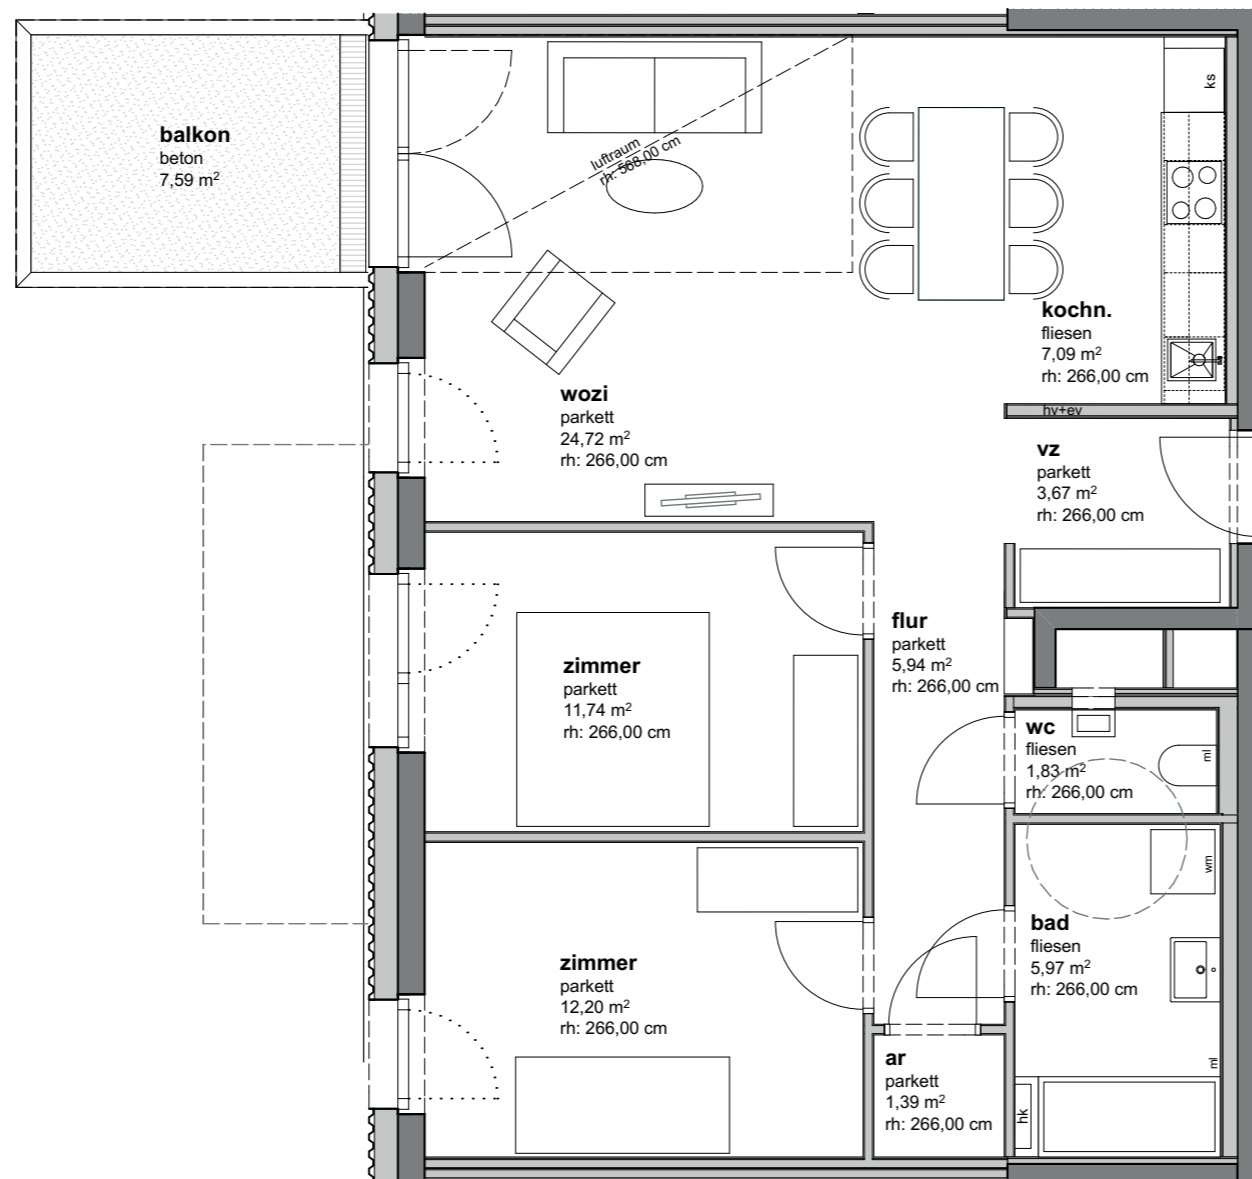 balkon
beton
7,59 m²
luftraum
rh: 568,00 cm
ks
kochn.
fliesen
7,09 m²
rh: 266,00 cm
wozi
parkett
24,72 m²
rh: 266,00 cm
hv+ev
vz
parkett
3,67 m²
rh: 266,00 cm
flur
parkett
5,94 m²
rh: 266,00 cm
zimmer
parkett
11,74 m²
rh: 266,00 cm
wc
fliesen
1,83 m²
rh: 266,00 cm
ml
wm
bad
fliesen
5,97 m²
rh: 266,00 cm
zimmer
parkett
12,20 m²
rh: 266,00 cm
ar
parkett
1,39 m²
rh: 266,00 cm
ml
hk